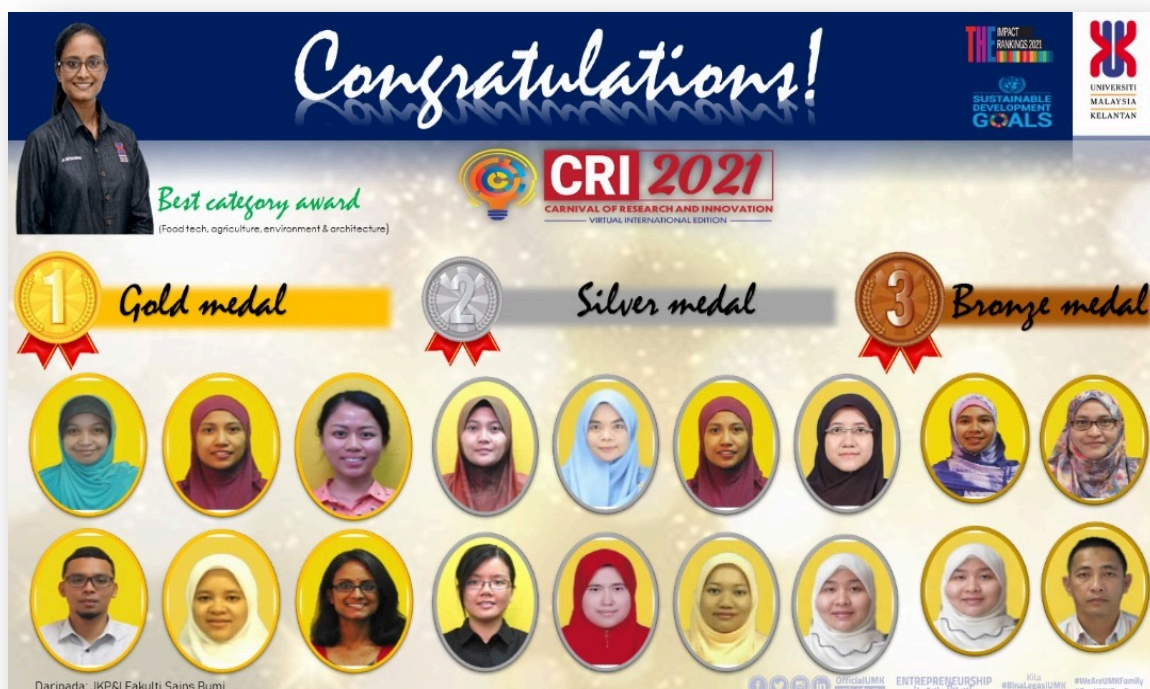 Congratulations!
THE IMPACT
RANKINGS 2021
SUSTAINABLE
DEVELOPMENT
GOALS
UNIVERSITI
MALAYSIA
KELANTAN
CRI 2021
CARNIVAL OF RESEARCH AND INNOVATION
VIRTUAL INTERNATIONAL EDITION
Best category award
(Food tech, agriculture, environment & architecture)
1 Gold medal
2 Silver medal
3 Bronze medal
Daripada: JKP&I Fakulti Sains Bumi
OfficialUMK
ENTREPRENEURSHIP
Kita
#BinaLegasiUMK
#WeAreUMKFamily